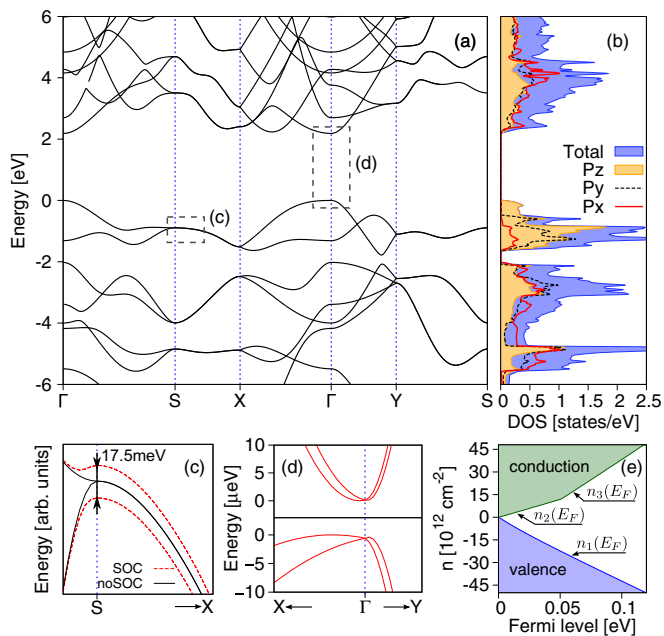 6
4
2
0
-2
-4
-6
Energy [eV]
(a)
(c)
(d)
Γ
S
X
Γ
Y
S
(b)
Total
Pz
Py
Px
0 0.5 1 1.5 2 2.5
DOS [states/eV]
(c)
17.5meV
SOC
noSOC
Energy [arb. units]
S
→X
(d)
10
5
0
0
−5
−10
Energy [μeV]
X←
Γ
→Y
(e)
45
30
15
0
-15
-30
-45
n [10¹² cm⁻²]
conduction
n₃(E_F)
n₂(E_F)
n₁(E_F)
valence
0 0.05 0.1
Fermi level [eV]